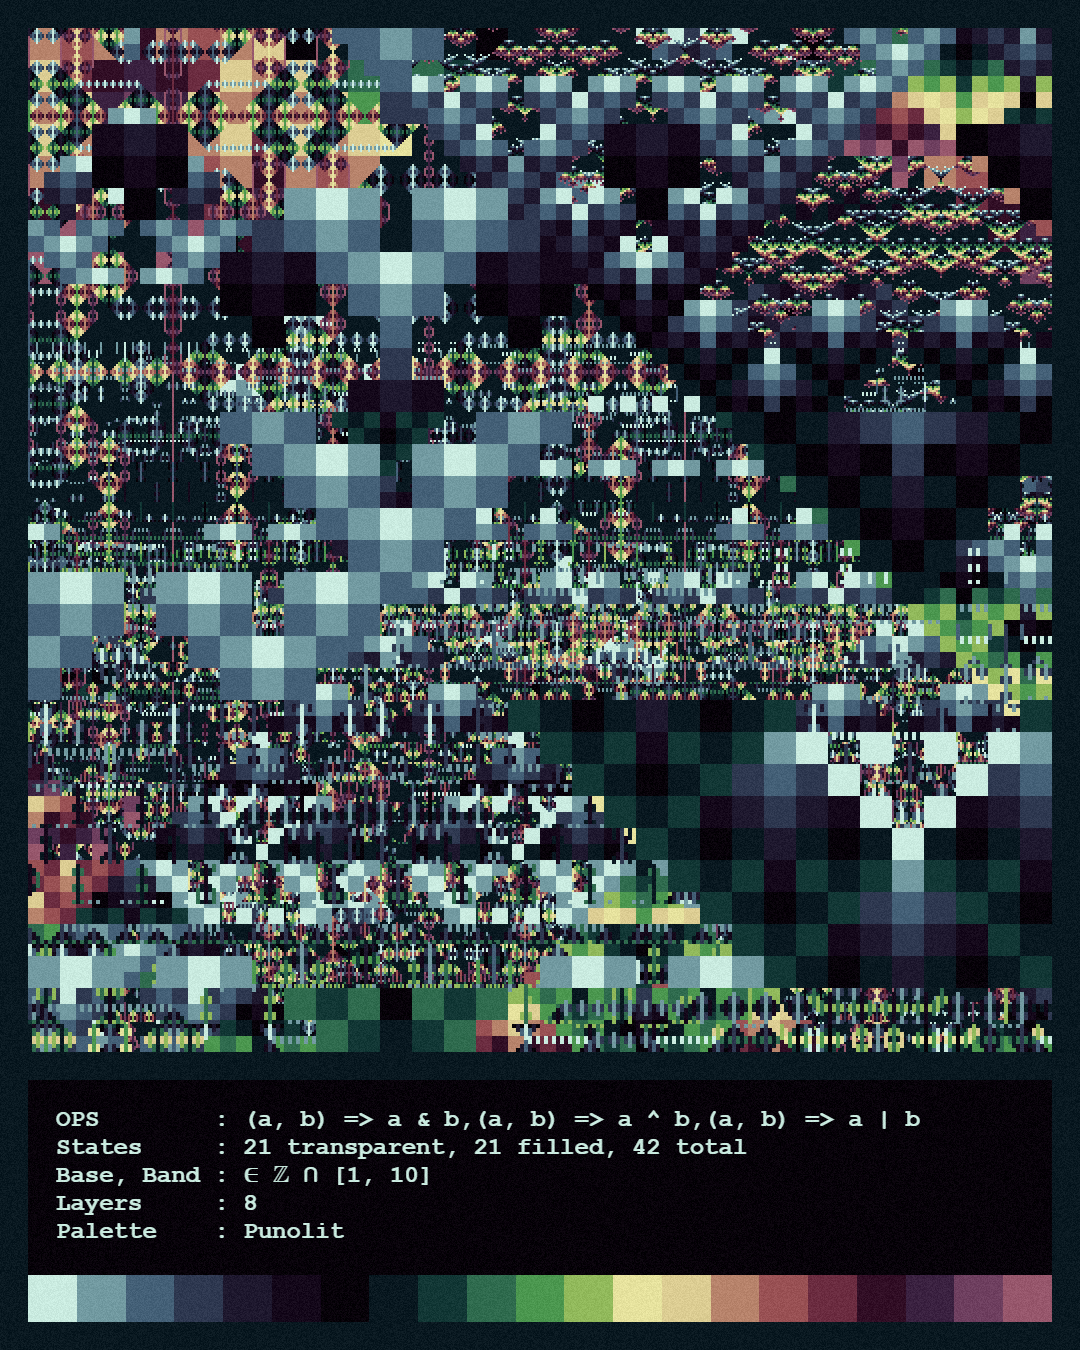 OPS : (a, b) => a & b,(a, b) => a ^ b,(a, b) => a | b
States : 21 transparent, 21 filled, 42 total
Base, Band : ∈ ℤ ∩ [1, 10]
Layers : 8
Palette : Punolit